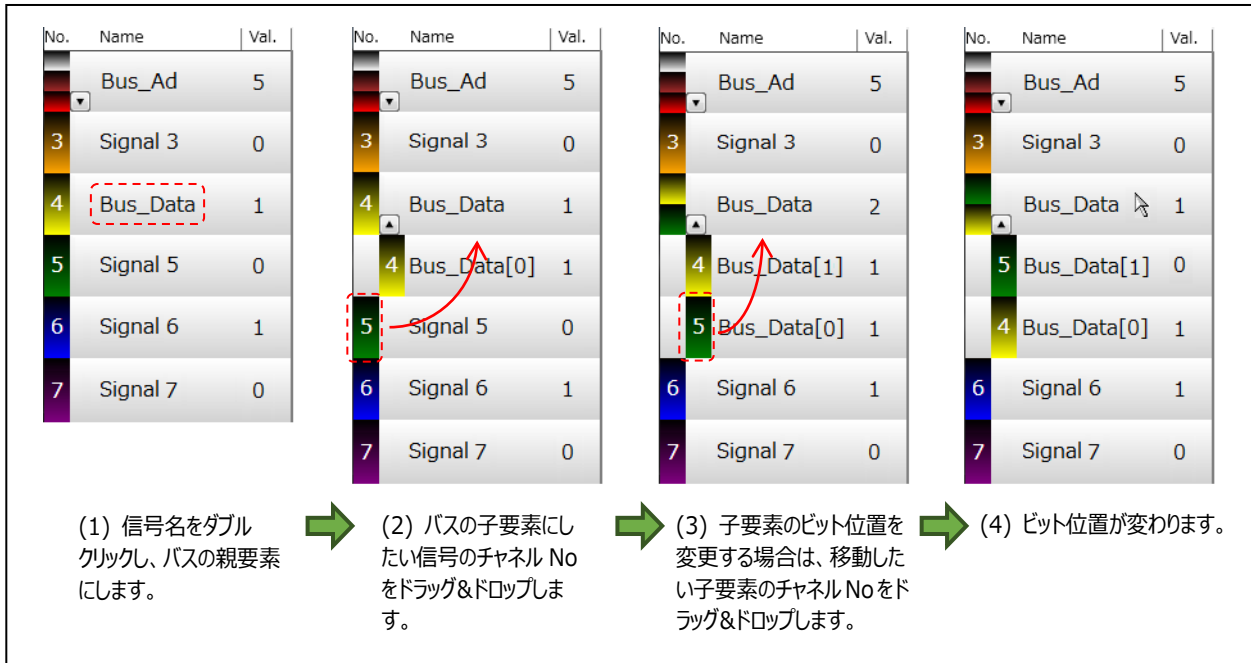 No. Name Val.
Bus_Ad 5
3 Signal 3 0
4 Bus_Data 1
5 Signal 5 0
6 Signal 6 1
7 Signal 7 0
(1) 信号名をダブル
クリックし、バスの親要素
にします。
No. Name Val.
Bus_Ad 5
3 Signal 3 0
4 Bus_Data 1
4 Bus_Data[0] 1
5 Signal 5 0
6 Signal 6 1
7 Signal 7 0
(2) バスの子要素にし
たい信号のチャネル No
をドラッグ&ドロップしま
す。
No. Name Val.
Bus_Ad 5
3 Signal 3 0
Bus_Data 2
4 Bus_Data[1] 1
5 Bus_Data[0] 1
6 Signal 6 1
7 Signal 7 0
(3) 子要素のビット位置を
変更する場合は、移動した
い子要素のチャネル No をド
ラッグ&ドロップします。
No. Name Val.
Bus_Ad 5
3 Signal 3 0
Bus_Data 1
5 Bus_Data[1] 0
4 Bus_Data[0] 1
6 Signal 6 1
7 Signal 7 0
(4) ビット位置が変わります。